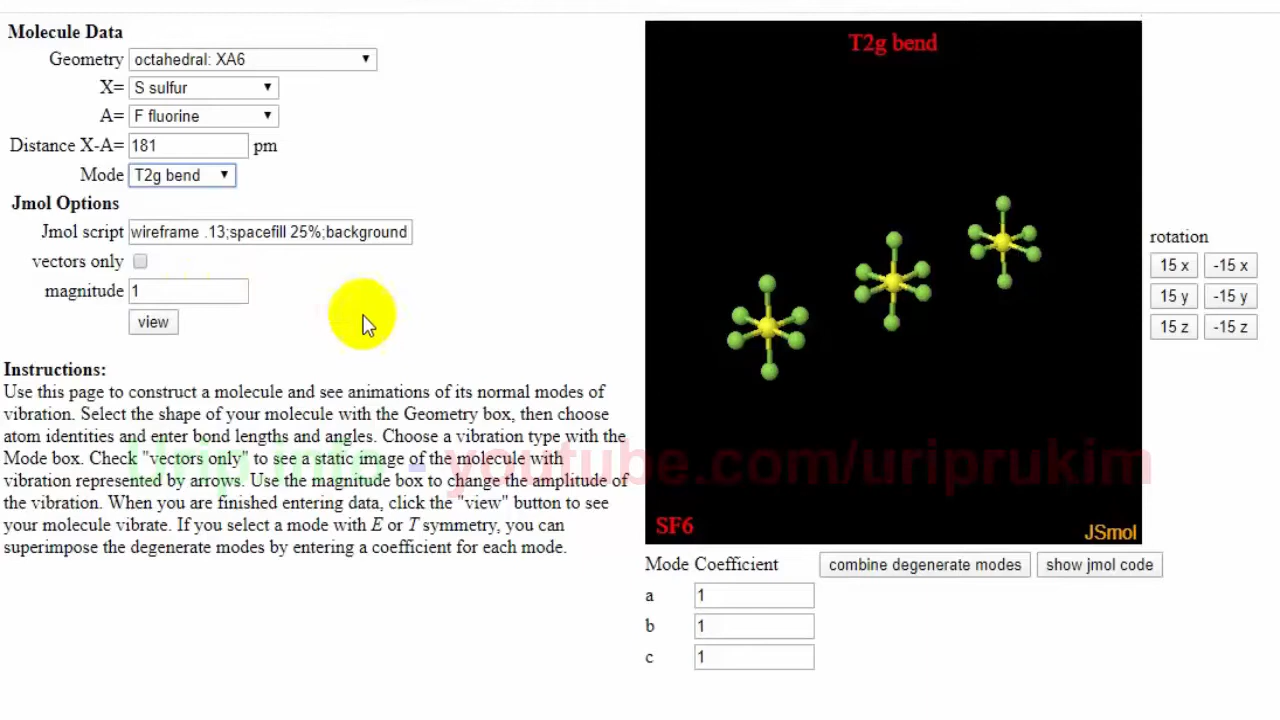 Molecule Data
Geometry octahedral: XA6
X= S sulfur
A= F fluorine
Distance X-A= 181 pm
Mode T2g bend
Jmol Options
Jmol script wireframe .13;spacefill 25%;background
vectors only
magnitude 1
view
Instructions:
Use this page to construct a molecule and see animations of its normal modes of
vibration. Select the shape of your molecule with the Geometry box, then choose
atom identities and enter bond lengths and angles. Choose a vibration type with the
Mode box. Check "vectors only" to see a static image of the molecule with
vibration represented by arrows. Use the magnitude box to change the amplitude of
the vibration. When you are finished entering data, click the "view" button to see
your molecule vibrate. If you select a mode with E or T symmetry, you can
superimpose the degenerate modes by entering a coefficient for each mode.
Urip.info - youtube.com/uriprukim
T2g bend
SF6
JSmol
rotation
15 x -15 x
15 y -15 y
15 z -15 z
Mode Coefficient combine degenerate modes show jmol code
a 1
b 1
c 1